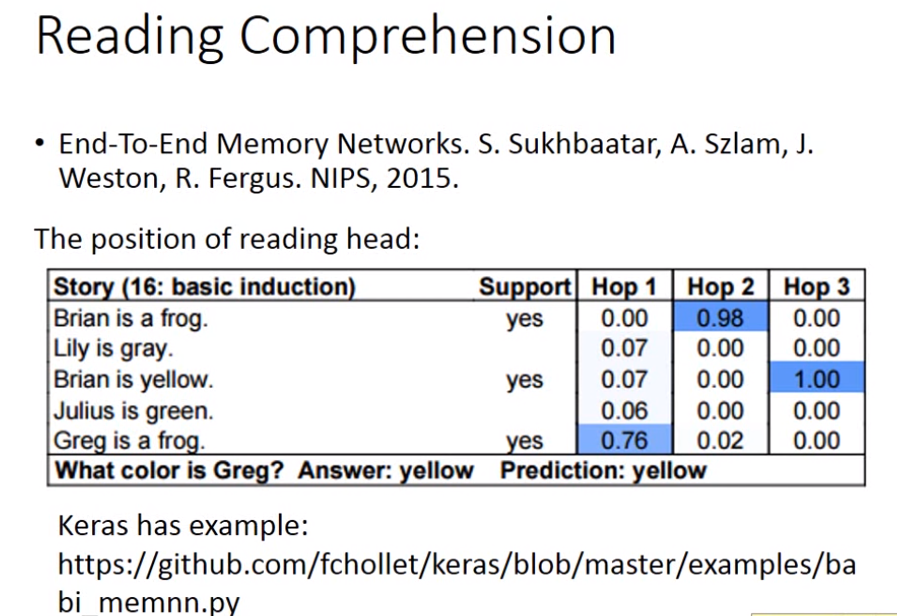 Reading Comprehension
• End-To-End Memory Networks. S. Sukhbaatar, A. Szlam, J.
Weston, R. Fergus. NIPS, 2015.
The position of reading head:
Story (16: basic induction) Support Hop 1 Hop 2 Hop 3
Brian is a frog. yes 0.00 0.98 0.00
Lily is gray. 0.07 0.00 0.00
Brian is yellow. yes 0.07 0.00 1.00
Julius is green. 0.06 0.00 0.00
Greg is a frog. yes 0.76 0.02 0.00
What color is Greg? Answer: yellow Prediction: yellow
Keras has example:
https://github.com/fchollet/keras/blob/master/examples/ba
bi_memnn.py